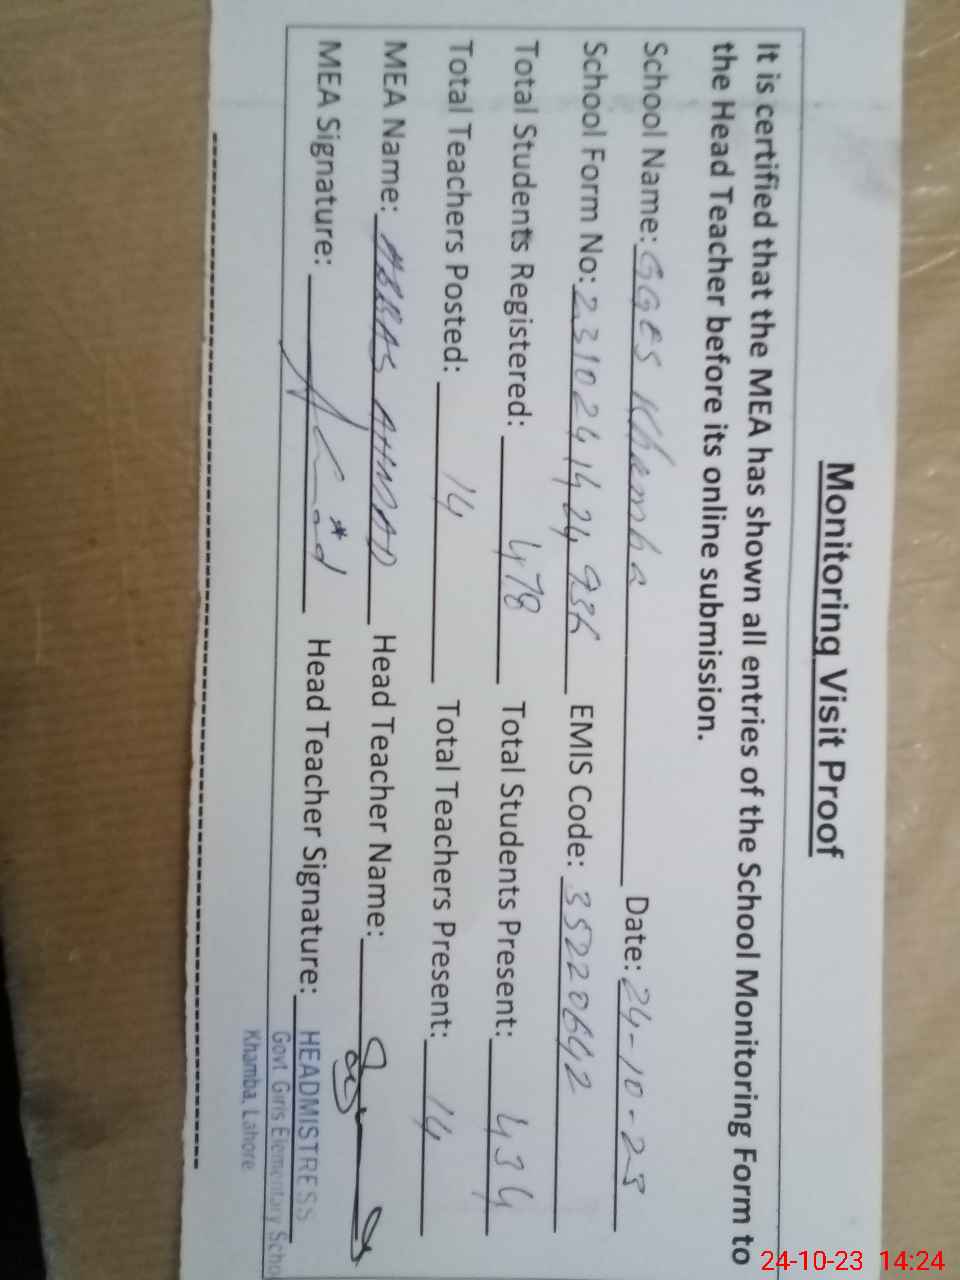 Monitoring Visit Proof
It is certified that the MEA has shown all entries of the School Monitoring Form to
the Head Teacher before its online submission.
School Name: GGES Khamba Date: 24-10-23
School Form No: 2310241424936 EMIS Code: 35220642
Total Students Registered: 478 Total Students Present: 434
Total Teachers Posted: 14 Total Teachers Present: 14
MEA Name: ABBAS AHMAD Head Teacher Name:
MEA Signature: Head Teacher Signature:
HEADMISTRESS
Govt. Girls Elementary Scho
Khamba, Lahore
24-10-23 14:24